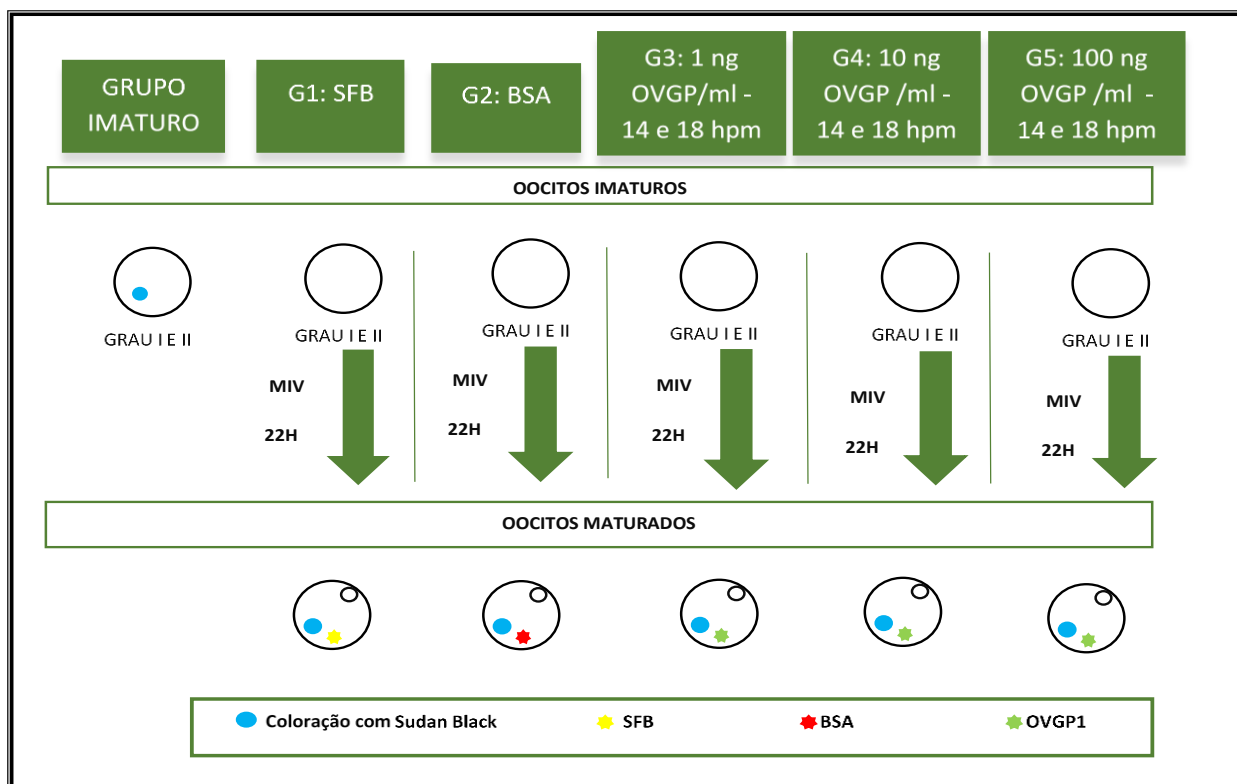 GRUPO
IMATURO
G1: SFB
G2: BSA
G3: 1 ng
OVGP/ml -
14 e 18 hpm
G4: 10 ng
OVGP /ml -
14 e 18 hpm
G5: 100 ng
OVGP /ml -
14 e 18 hpm
OOCITOS IMATUROS
GRAU I E II
GRAU I E II
GRAU I E II
GRAU I E II
GRAU I E II
GRAU I E II
MIV
22H
MIV
22H
MIV
22H
MIV
22H
MIV
22H
OOCITOS MATURADOS
Coloração com Sudan Black
SFB
BSA
OVGP1